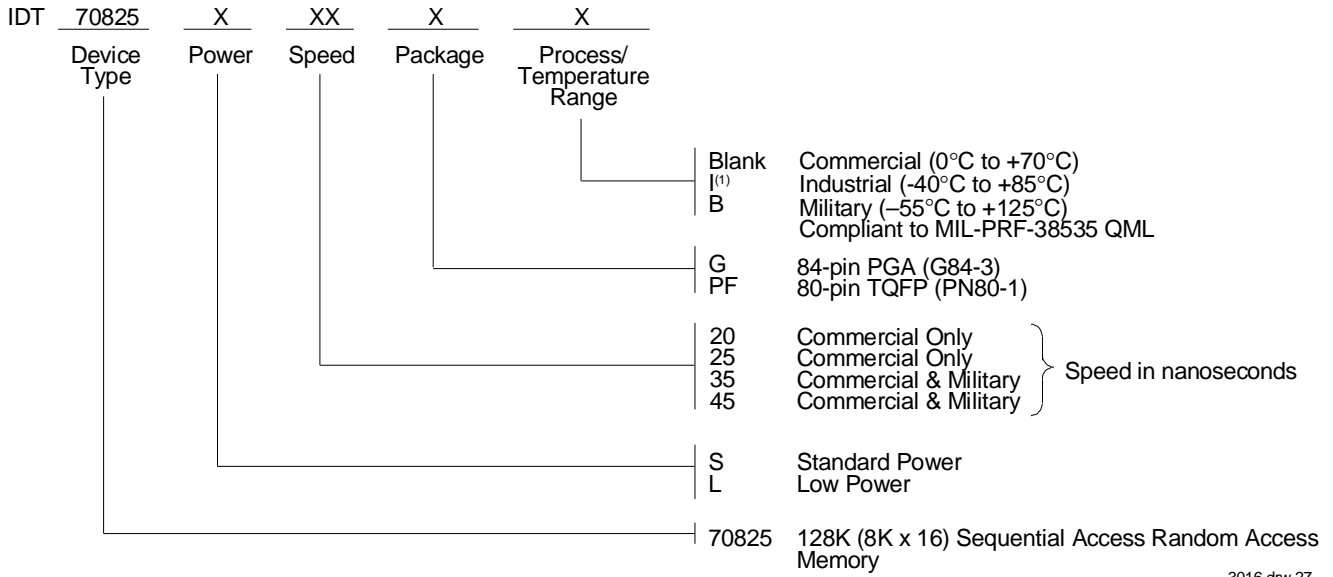 IDT 70825 X XX X X
Device Type Power Speed Package Process/ Temperature Range
Blank Commercial (0°C to +70°C)
I(1) Industrial (-40°C to +85°C)
B Military (–55°C to +125°C)
Compliant to MIL-PRF-38535 QML
G 84-pin PGA (G84-3)
PF 80-pin TQFP (PN80-1)
20 Commercial Only
25 Commercial Only
35 Commercial & Military
45 Commercial & Military
Speed in nanoseconds
S Standard Power
L Low Power
70825 128K (8K x 16) Sequential Access Random Access
Memory
3016 drw 27